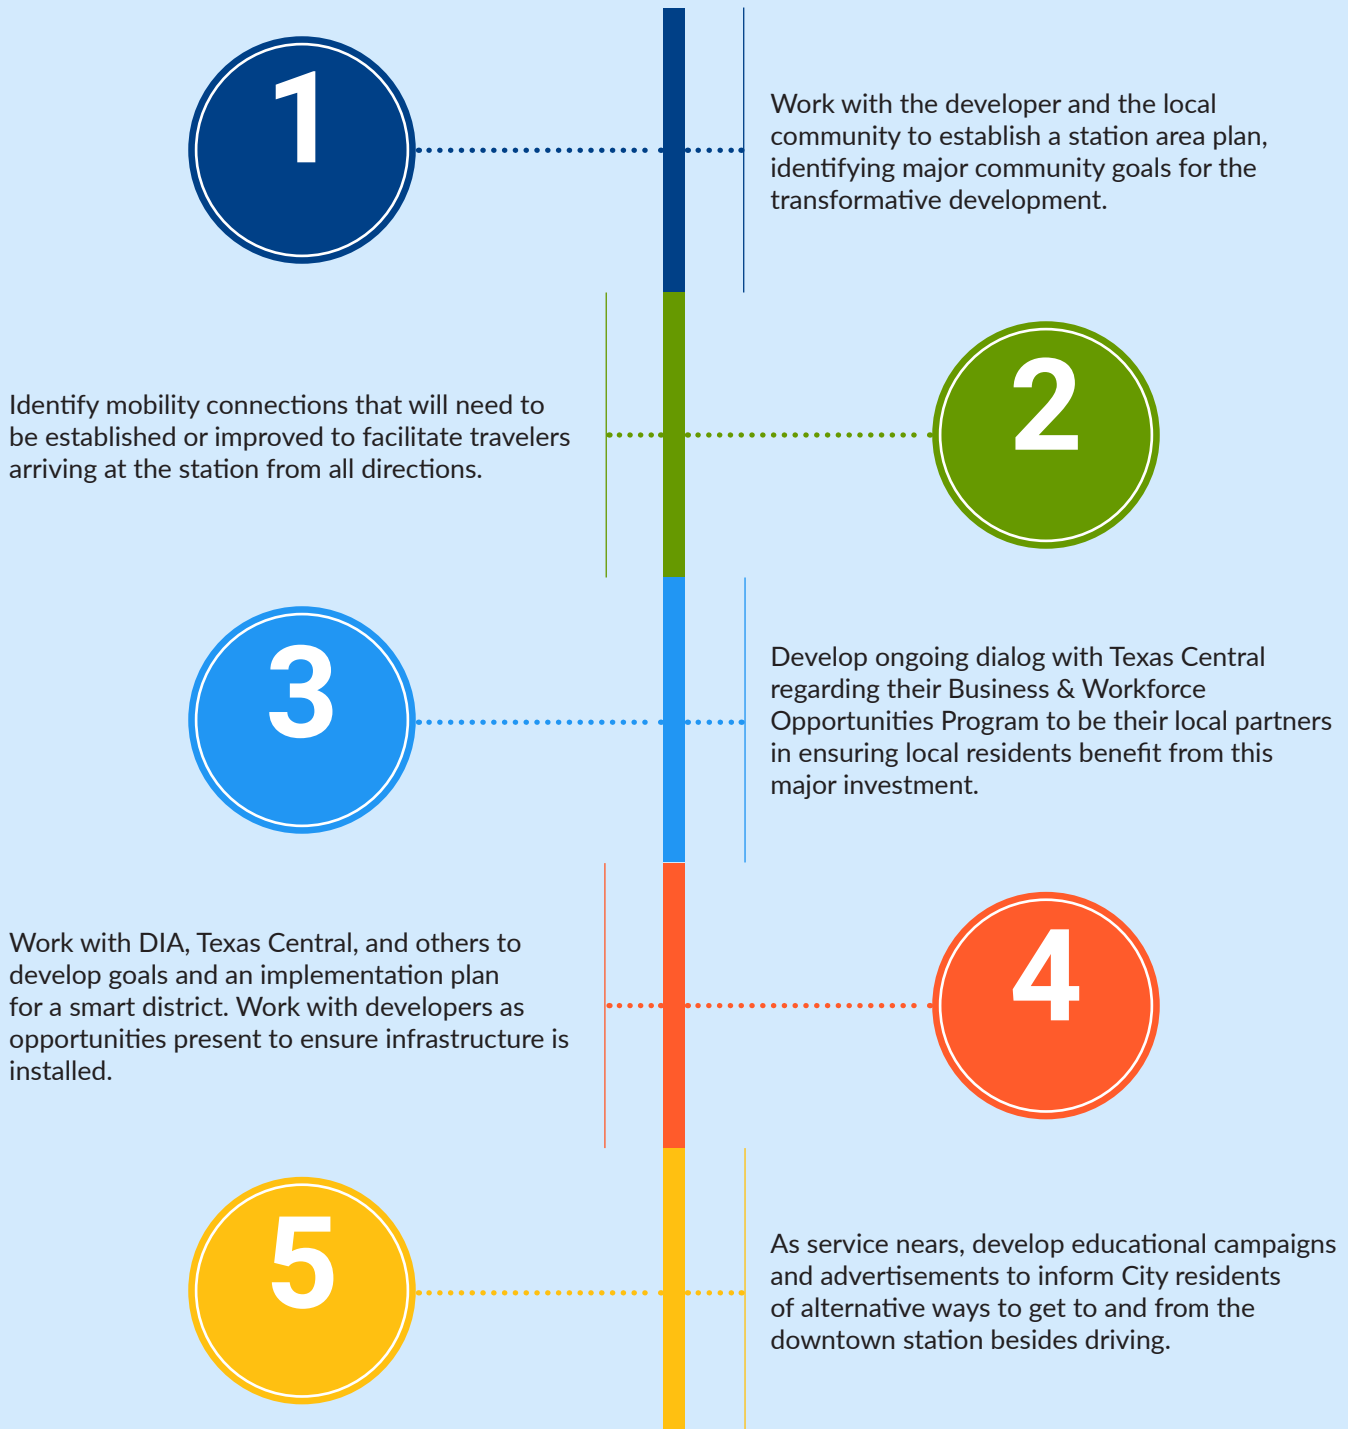 1
Work with the developer and the local
community to establish a station area plan,
identifying major community goals for the
transformative development.
2
Identify mobility connections that will need to
be established or improved to facilitate travelers
arriving at the station from all directions.
3
Develop ongoing dialog with Texas Central
regarding their Business & Workforce
Opportunities Program to be their local partners
in ensuring local residents benefit from this
major investment.
4
Work with DIA, Texas Central, and others to
develop goals and an implementation plan
for a smart district. Work with developers as
opportunities present to ensure infrastructure is
installed.
5
As service nears, develop educational campaigns
and advertisements to inform City residents
of alternative ways to get to and from the
downtown station besides driving.